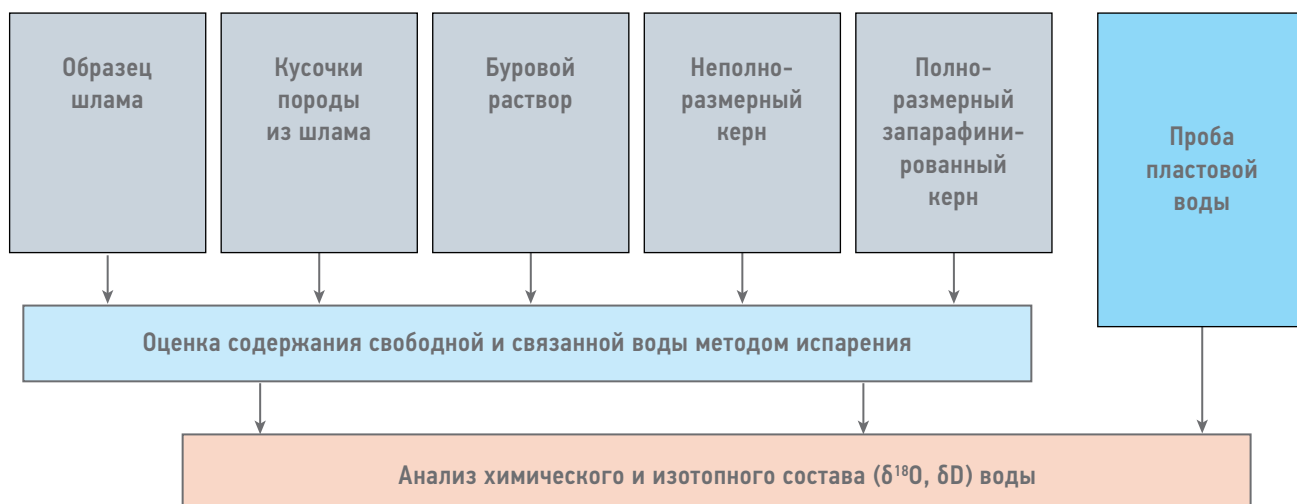 Образец
шлама
Кусочки
породы
из шлама
Буровой
раствор
Неполно-
размерный
керн
Полно-
размерный
запарафини-
рованный
керн
Проба
пластовой
воды
Оценка содержания свободной и связанной воды методом испарения
Анализ химического и изотопного состава (δ¹⁸O, δD) воды